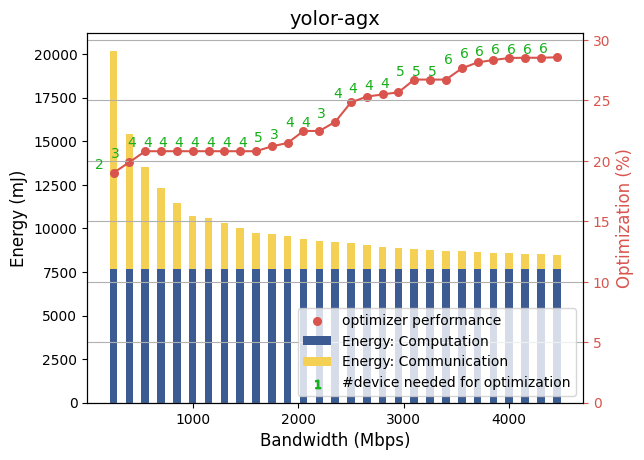 yolor-agx
20000
17500
15000
12500
10000
7500
5000
2500
0
Energy (mJ)
30
25
20
15
10
5
0
Optimization (%)
2 3 4 4 4 4 4 4 4 4 5 3 4 4 3 4 4 4 4 5 5 5 6 6 6 6 6 6 6
optimizer performance
Energy: Computation
Energy: Communication
1 #device needed for optimization
1000 2000 3000 4000
Bandwidth (Mbps)